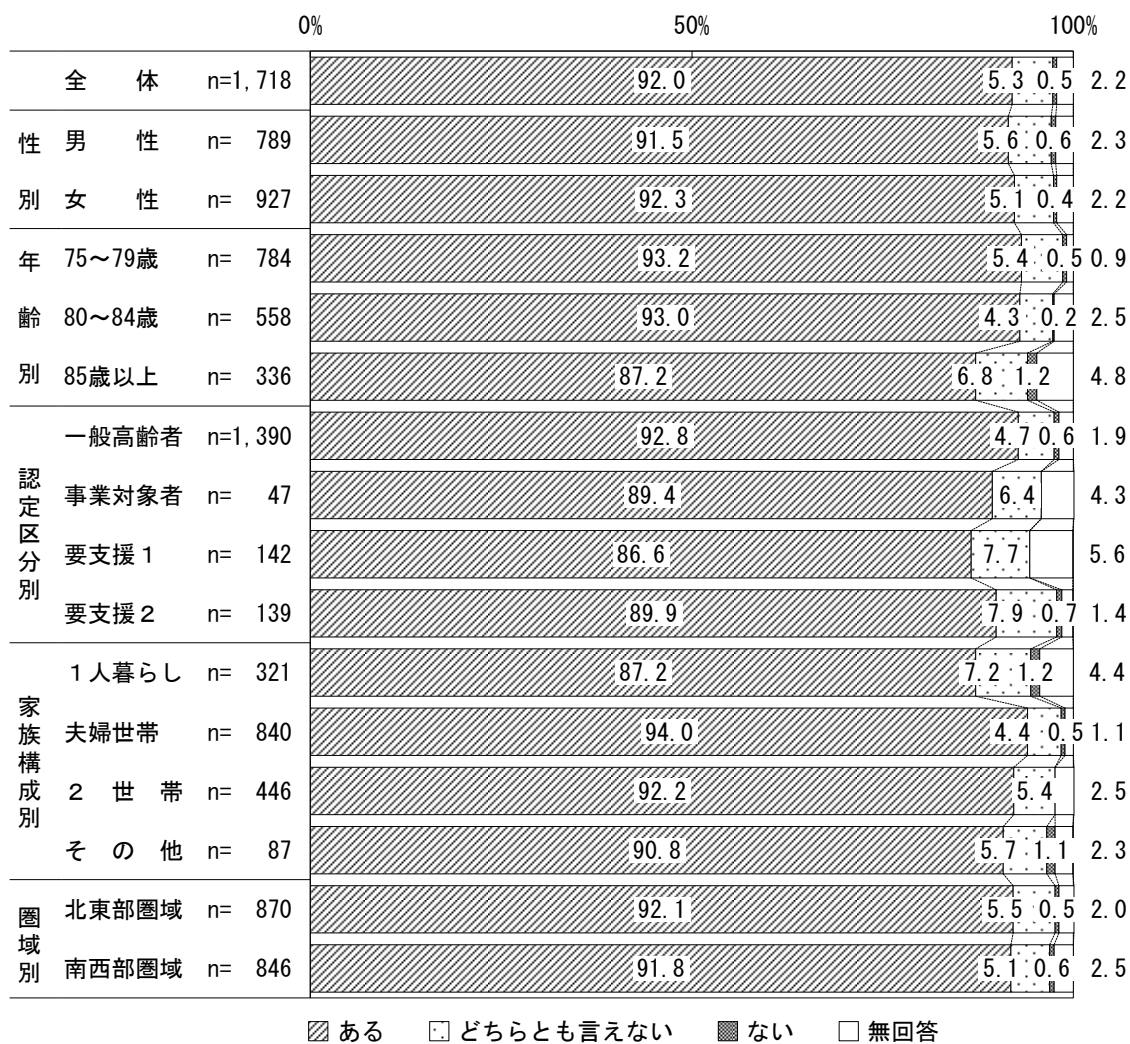 0% 50% 100%
全　体 n=1,718 92.0 5.3 0.5 2.2
性別
男　性 n= 789 91.5 5.6 0.6 2.3
女　性 n= 927 92.3 5.1 0.4 2.2
年齢別
75～79歳 n= 784 93.2 5.4 0.5 0.9
80～84歳 n= 558 93.0 4.3 0.2 2.5
85歳以上 n= 336 87.2 6.8 1.2 4.8
認定区分別
一般高齢者 n=1,390 92.8 4.7 0.6 1.9
事業対象者 n= 47 89.4 6.4 4.3
要支援１ n= 142 86.6 7.7 5.6
要支援２ n= 139 89.9 7.9 0.7 1.4
家族構成別
１人暮らし n= 321 87.2 7.2 1.2 4.4
夫婦世帯 n= 840 94.0 4.4 0.5 1.1
２世帯 n= 446 92.2 5.4 2.5
その他 n= 87 90.8 5.7 1.1 2.3
圏域別
北東部圏域 n= 870 92.1 5.5 0.5 2.0
南西部圏域 n= 846 91.8 5.1 0.6 2.5
ある どちらとも言えない ない 無回答